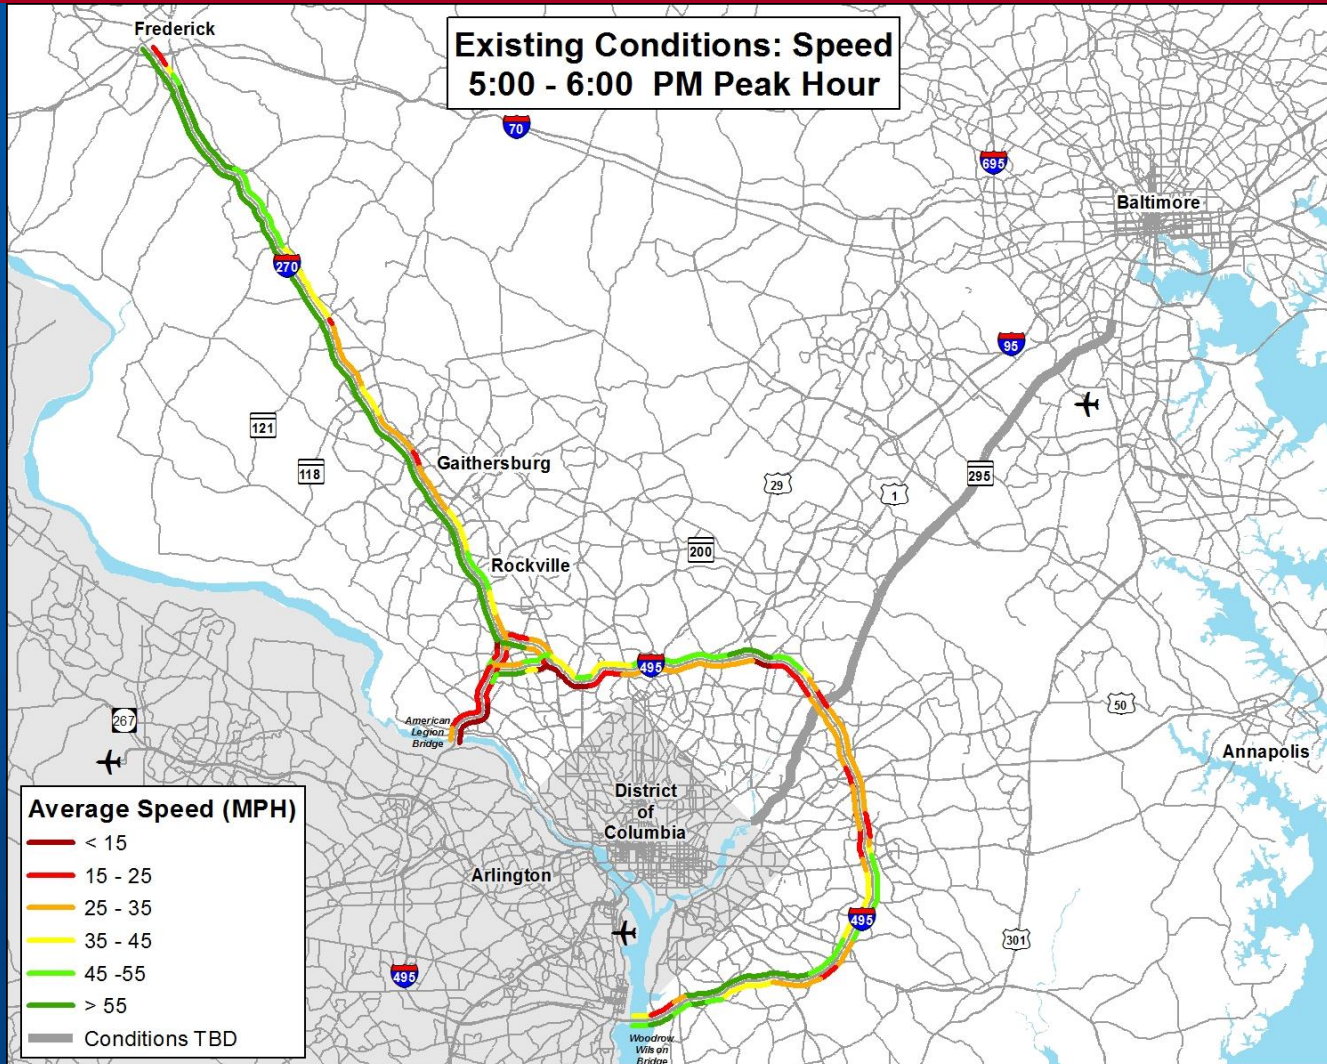 Frederick
Existing Conditions: Speed
5:00 - 6:00 PM Peak Hour
70
695
Baltimore
270
95
121
Gaithersburg
118
295
29
1
Rockville
200
495
267
American
Legion
Bridge
50
Annapolis
District
of
Columbia
Average Speed (MPH)
< 15
15 - 25
25 - 35
35 - 45
45 -55
> 55
Conditions TBD
Arlington
495
301
495
Woodrow
Wilson
Bridge